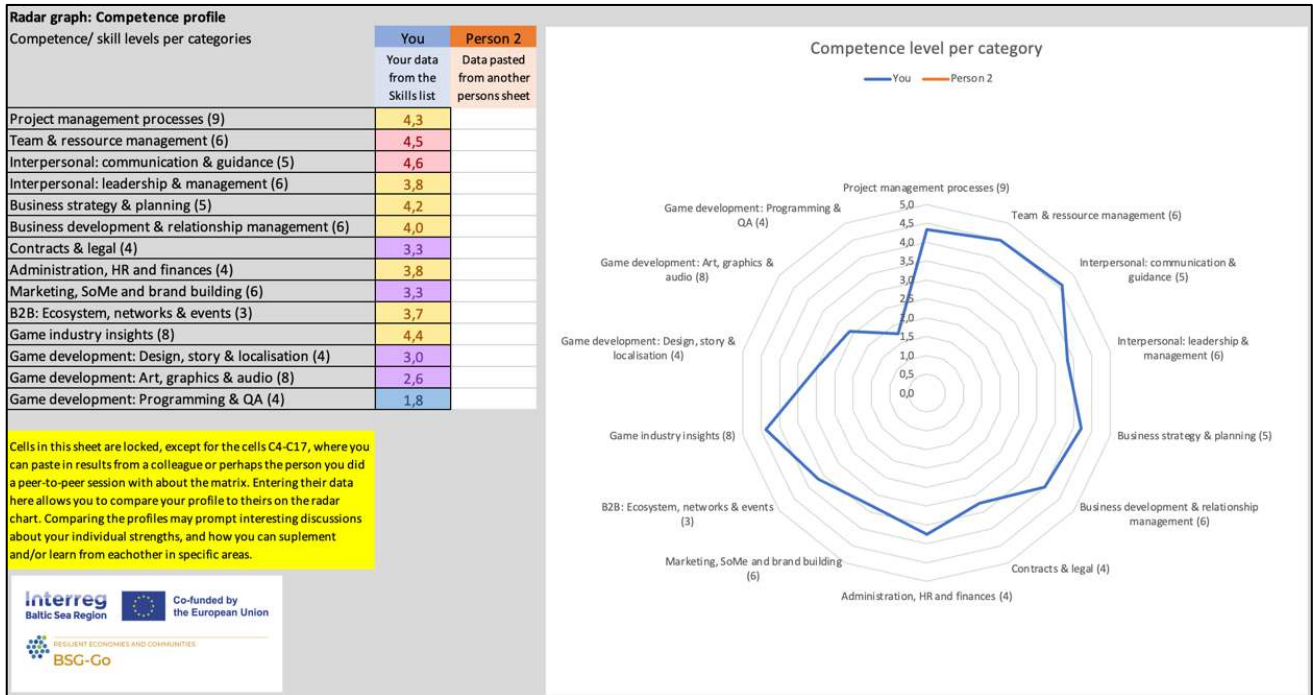 Radar graph: Competence profile
Competence/ skill levels per categories
You
Person 2
Your data
from the
Skills list
Data pasted
from another
persons sheet
Project management processes (9)
4,3
Team & ressource management (6)
4,5
Interpersonal: communication & guidance (5)
4,6
Interpersonal: leadership & management (6)
3,8
Business strategy & planning (5)
4,2
Business development & relationship management (6)
4,0
Contracts & legal (4)
3,3
Administration, HR and finances (4)
3,8
Marketing, SoMe and brand building (6)
3,3
B2B: Ecosystem, networks & events (3)
3,7
Game industry insights (8)
4,4
Game development: Design, story & localisation (4)
3,0
Game development: Art, graphics & audio (8)
2,6
Game development: Programming & QA (4)
1,8
Cells in this sheet are locked, except for the cells C4-C17, where you
can paste in results from a colleague or perhaps the person you did
a peer-to-peer session with about the matrix. Entering their data
here allows you to compare your profile to theirs on the radar
chart. Comparing the profiles may prompt interesting discussions
about your individual strengths, and how you can suplement
and/or learn from eachother in specific areas.
Interreg
Baltic Sea Region
Co-funded by
the European Union
RESILIENT ECONOMIES AND COMMUNITIES
BSG-Go
Competence level per category
You
Person 2
Project management processes (9)
Team & ressource management (6)
Interpersonal: communication &
guidance (5)
Interpersonal: leadership &
management (6)
Business strategy & planning (5)
Business development & relationship
management (6)
Contracts & legal (4)
Administration, HR and finances (4)
Marketing, SoMe and brand building
(6)
B2B: Ecosystem, networks & events
(3)
Game industry insights (8)
Game development: Design, story &
localisation (4)
Game development: Art, graphics &
audio (8)
Game development: Programming &
QA (4)
5,0
4,5
4,0
3,5
3,0
2,5
2,0
1,5
1,0
0,5
0,0